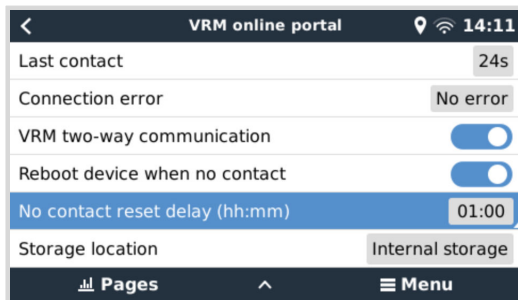 VRM online portal 14:11
Last contact 24s
Connection error No error
VRM two-way communication
Reboot device when no contact
No contact reset delay (hh:mm) 01:00
Storage location Internal storage
Pages Menu